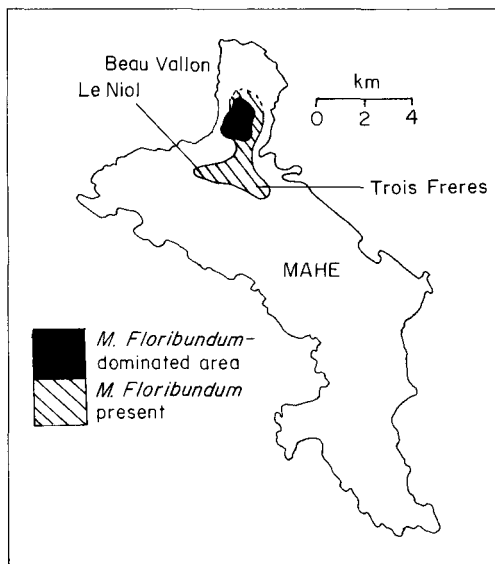 Beau Vallon
Le Niol
km
0 2 4
Trois Freres
MAHE
M. Floribundum-
dominated area
M. Floribundum
present